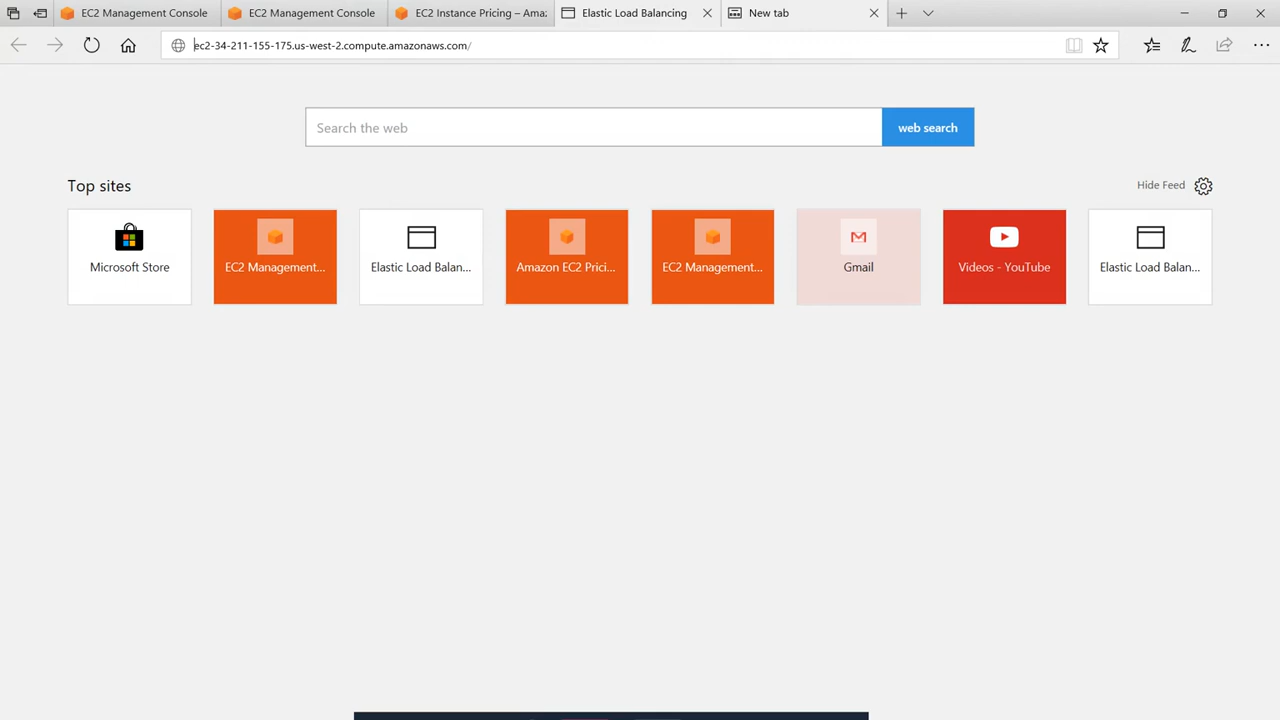 EC2 Management Console
EC2 Management Console
EC2 Instance Pricing – Amaz
Elastic Load Balancing
New tab
ec2-34-211-155-175.us-west-2.compute.amazonaws.com/
Search the web
web search
Top sites
Hide Feed
Microsoft Store
EC2 Management...
Elastic Load Balan...
Amazon EC2 Prici...
EC2 Management...
Gmail
Videos - YouTube
Elastic Load Balan...